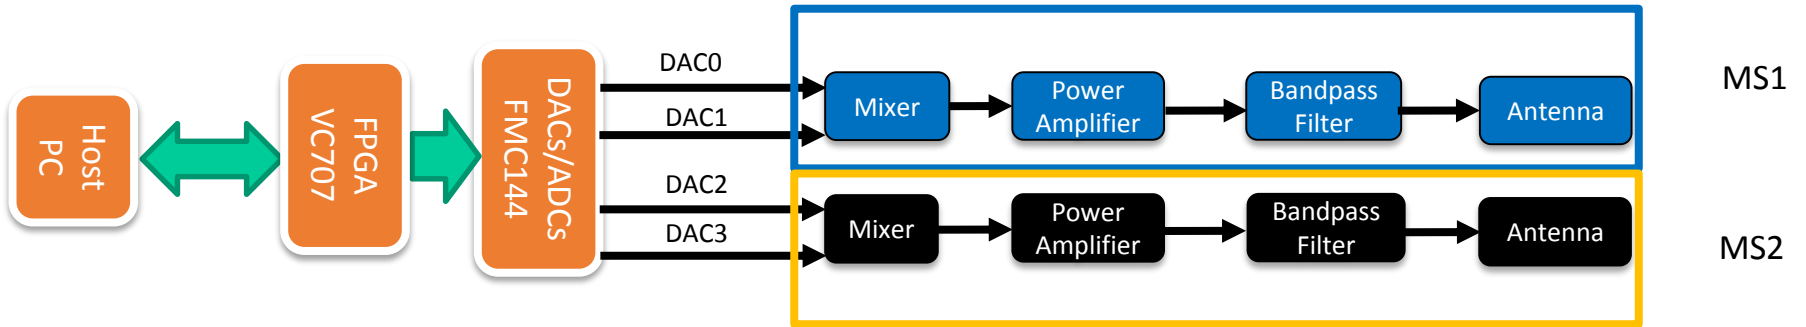 Host
PC
FPGA
VC707
DACs/ADCs
FMC144
DAC0
DAC1
DAC2
DAC3
Mixer
Power
Amplifier
Bandpass
Filter
Antenna
MS1
Mixer
Power
Amplifier
Bandpass
Filter
Antenna
MS2